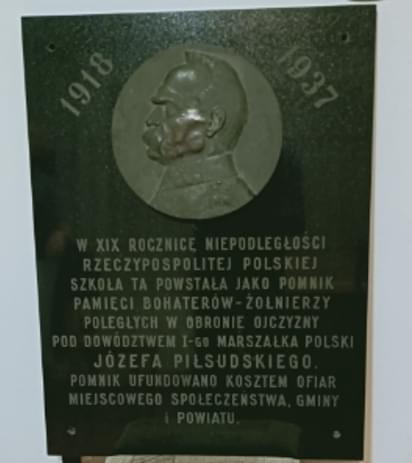 1918 1937
W XIX ROCZNICĘ NIEPODLEGŁOŚCI
RZECZYPOSPOLITEJ POLSKIEJ
SZKOŁA TA POWSTAŁA JAKO POMNIK
PAMIĘCI BOHATERÓW-ŻOŁNIERZY
POLEGŁYCH W OBRONIE OJCZYZNY
POD DOWÓDZTWEM I-GO MARSZAŁKA POLSKI
JÓZEFA PIŁSUDSKIEGO.
POMNIK UFUNDOWANO KOSZTEM OFIAR
MIEJSCOWEGO SPOŁECZEŃSTWA, GMINY
i POWIATU.